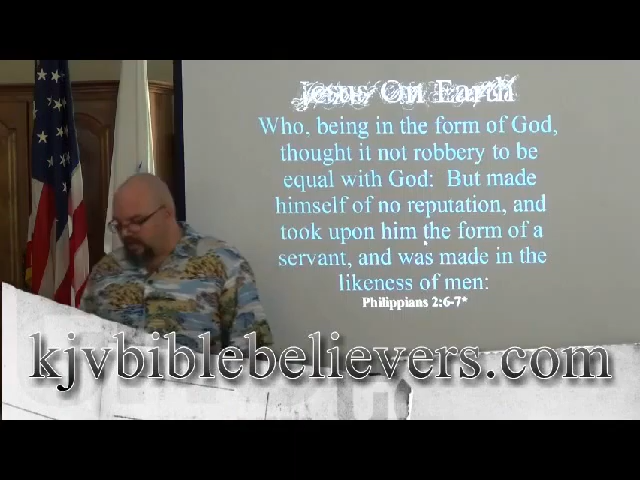 Jesus On Earth
Who, being in the form of God,
thought it not robbery to be
equal with God:  But made
himself of no reputation, and
took upon him the form of a
servant, and was made in the
likeness of men:
Philippians 2:6-7*
kjvbiblebelievers.com